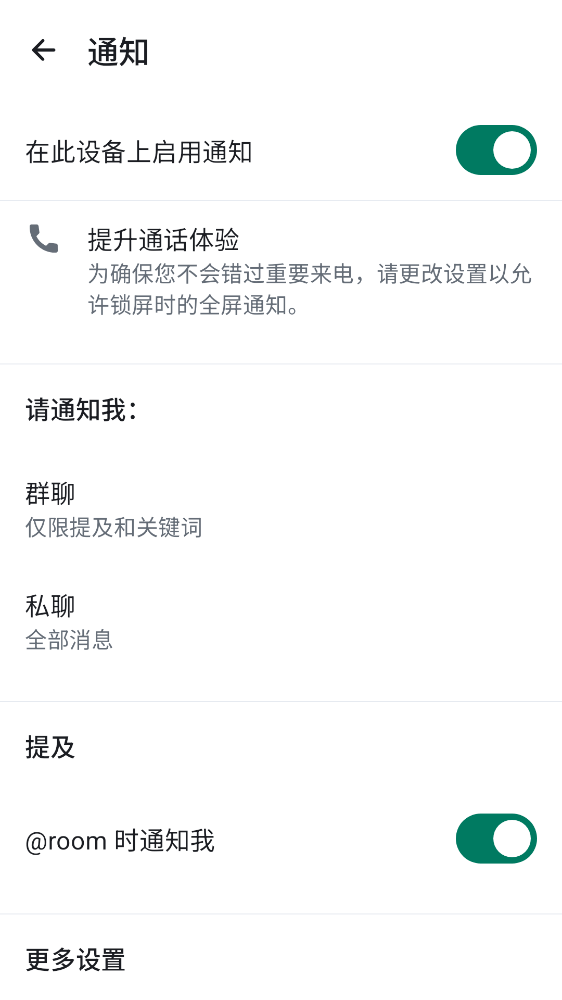 通知
在此设备上启用通知
提升通话体验
为确保您不会错过重要来电，请更改设置以允
许锁屏时的全屏通知。
请通知我：
群聊
仅限提及和关键词
私聊
全部消息
提及
@room 时通知我
更多设置